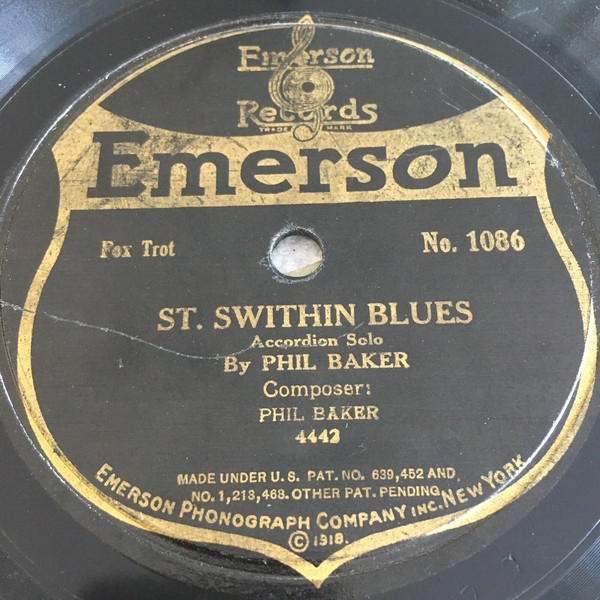 Emerson
Records
TRADE MARK
Emerson
Fox Trot
No. 1086
ST. SWITHIN BLUES
Accordion Solo
By PHIL BAKER
Composer:
PHIL BAKER
4442
MADE UNDER U.S. PAT. NO. 639,452 AND
NO. 1,213,468. OTHER PAT. PENDING
EMERSON PHONOGRAPH COMPANY INC. NEW YORK
© 1918.